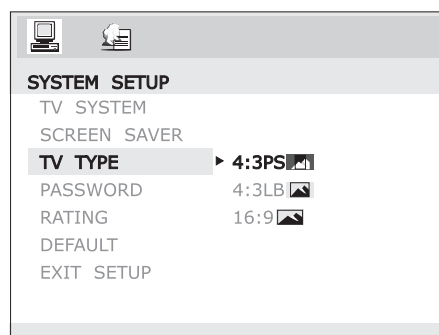 SYSTEM SETUP
TV SYSTEM
SCREEN SAVER
TV TYPE 4:3PS
PASSWORD 4:3LB
RATING 16:9
DEFAULT
EXIT SETUP